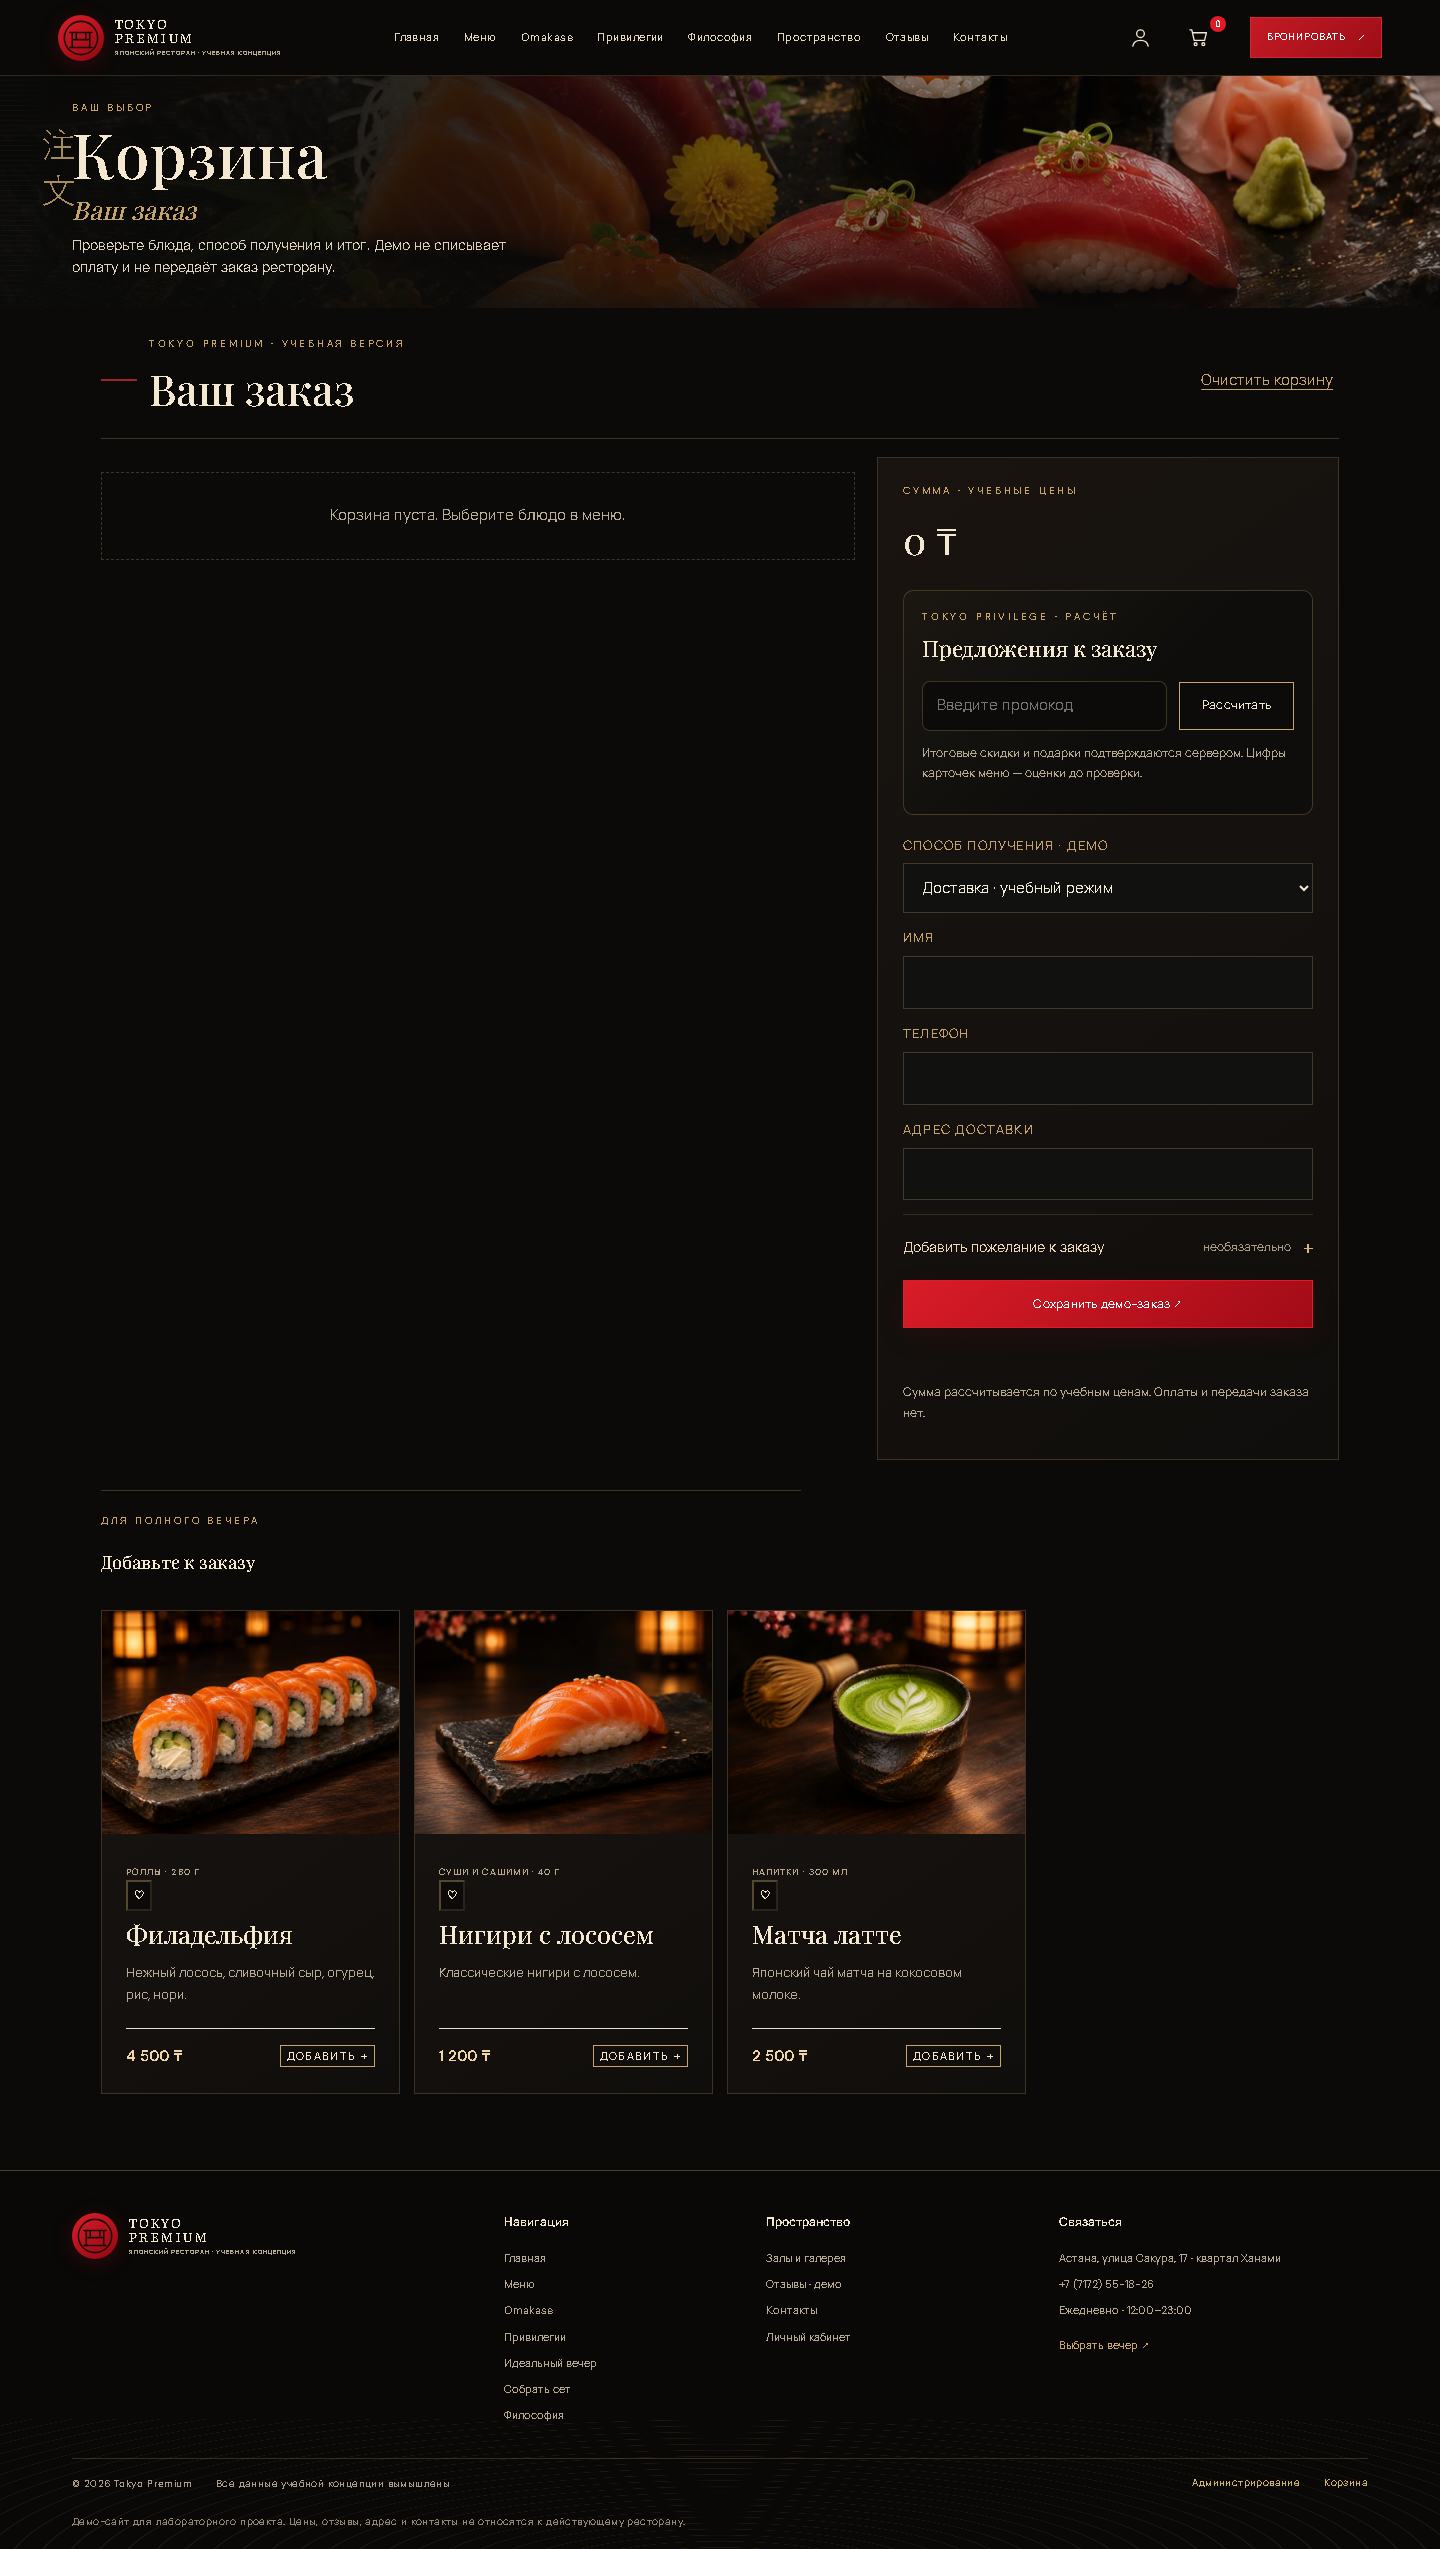 TOKYO
PREMIUM
ЯПОНСКИЙ РЕСТОРАН · УЧЕБНАЯ КОНЦЕПЦИЯ
Главная
Меню
Omakase
Привилегии
Философия
Пространство
Отзывы
Контакты
0
БРОНИРОВАТЬ ↗
ВАШ ВЫБОР
注文
Корзина
Ваш заказ
Проверьте блюда, способ получения и итог. Демо не списывает
оплату и не передаёт заказ ресторану.
TOKYO PREMIUM · УЧЕБНАЯ ВЕРСИЯ
Ваш заказ
Очистить корзину
Корзина пуста. Выберите блюдо в меню.
СУММА · УЧЕБНЫЕ ЦЕНЫ
0 ₸
TOKYO PRIVILEGE · РАСЧЁТ
Предложения к заказу
Введите промокод
Рассчитать
Итоговые скидки и подарки подтверждаются сервером. Цифры
карточек меню — оценки до проверки.
СПОСОБ ПОЛУЧЕНИЯ · ДЕМО
Доставка · учебный режим
ИМЯ
ТЕЛЕФОН
АДРЕС ДОСТАВКИ
Добавить пожелание к заказу
необязательно +
Сохранить демо-заказ ↗
Сумма рассчитывается по учебным ценам. Оплаты и передачи заказа
нет.
ДЛЯ ПОЛНОГО ВЕЧЕРА
Добавьте к заказу
РОЛЛЫ · 280 Г
♡
Филадельфия
Нежный лосось, сливочный сыр, огурец,
рис, нори.
4 500 ₸
ДОБАВИТЬ +
СУШИ И САШИМИ · 40 Г
♡
Нигири с лососем
Классические нигири с лососем.
1 200 ₸
ДОБАВИТЬ +
НАПИТКИ · 300 МЛ
♡
Матча латте
Японский чай матча на кокосовом
молоке.
2 500 ₸
ДОБАВИТЬ +
TOKYO
PREMIUM
ЯПОНСКИЙ РЕСТОРАН · УЧЕБНАЯ КОНЦЕПЦИЯ
Навигация
Главная
Меню
Omakase
Привилегии
Идеальный вечер
Собрать сет
Философия
Пространство
Залы и галерея
Отзывы · демо
Контакты
Личный кабинет
Связаться
Астана, улица Сакура, 17 · квартал Ханами
+7 (7172) 55-18-26
Ежедневно · 12:00–23:00
Выбрать вечер ↗
© 2026 Tokyo Premium
Все данные учебной концепции вымышлены
Администрирование
Корзина
Демо-сайт для лабораторного проекта. Цены, отзывы, адрес и контакты не относятся к действующему ресторану.